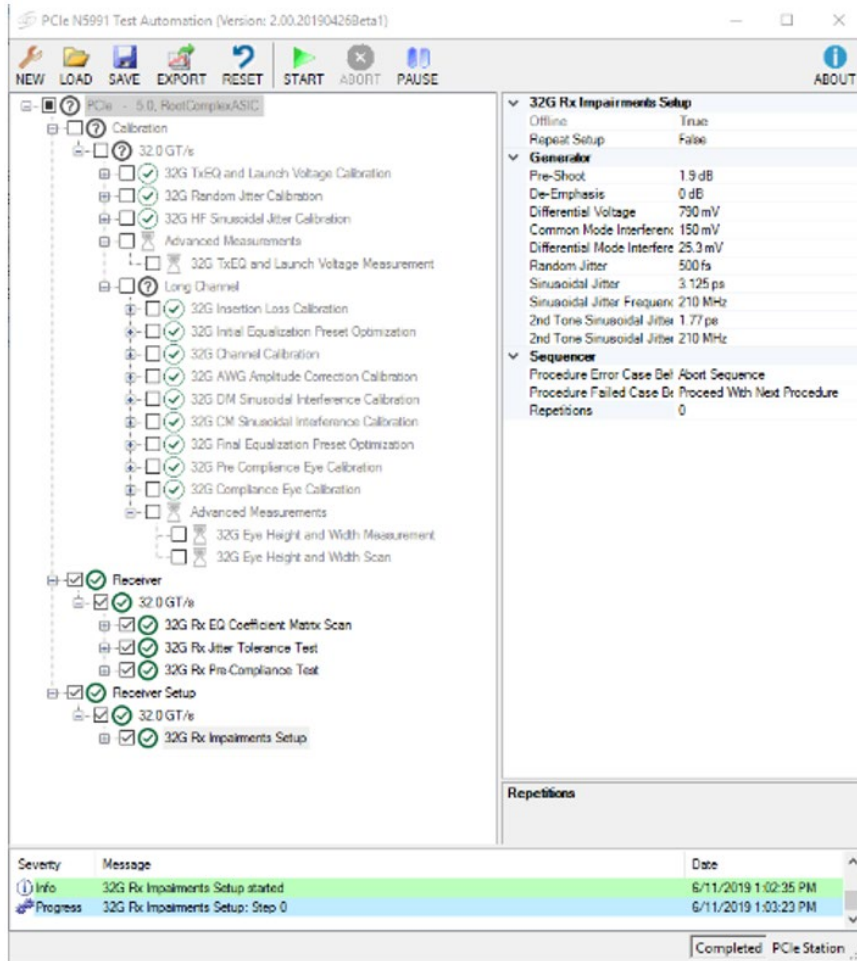 PCIe N5991 Test Automation (Version: 2.00.20190426Beta1)
NEW LOAD SAVE EXPORT RESET START ABORT PAUSE ABOUT
PCIe - 5.0, RootComplexASIC
Calibration
32.0 GT/s
32G TxEQ and Launch Voltage Calibration
32G Random Jitter Calibration
32G HF Sinusoidal Jitter Calibration
Advanced Measurements
32G TxEQ and Launch Voltage Measurement
Long Channel
32G Insertion Loss Calibration
32G Initial Equalization Preset Optimization
32G Channel Calibration
32G AWG Amplitude Correction Calibration
32G DM Sinusoidal Interference Calibration
32G CM Sinusoidal Interference Calibration
32G Final Equalization Preset Optimization
32G Pre Compliance Eye Calibration
32G Compliance Eye Calibration
Advanced Measurements
32G Eye Height and Width Measurement
32G Eye Height and Width Scan
Receiver
32.0 GT/s
32G Rx EQ Coefficient Matrix Scan
32G Rx Jitter Tolerance Test
32G Rx Pre-Compliance Test
Receiver Setup
32.0 GT/s
32G Rx Impairments Setup
32G Rx Impairments Setup
Offline True
Repeat Setup False
Generator
Pre-Shoot 1.9 dB
De-Emphasis 0 dB
Differential Voltage 790 mV
Common Mode Interferenc 150 mV
Differential Mode Interfere 25.3 mV
Random Jitter 500 fs
Sinusoidal Jitter 3.125 ps
Sinusoidal Jitter Frequenc 210 MHz
2nd Tone Sinusoidal Jitter 1.77 ps
2nd Tone Sinusoidal Jitter 210 MHz
Sequencer
Procedure Error Case Beh Abort Sequence
Procedure Failed Case Be Proceed With Next Procedure
Repetitions 0
Repetitions
Severity Message Date
Info 32G Rx Impairments Setup started 6/11/2019 1:02:35 PM
Progress 32G Rx Impairments Setup: Step 0 6/11/2019 1:03:23 PM
Completed PCIe Station